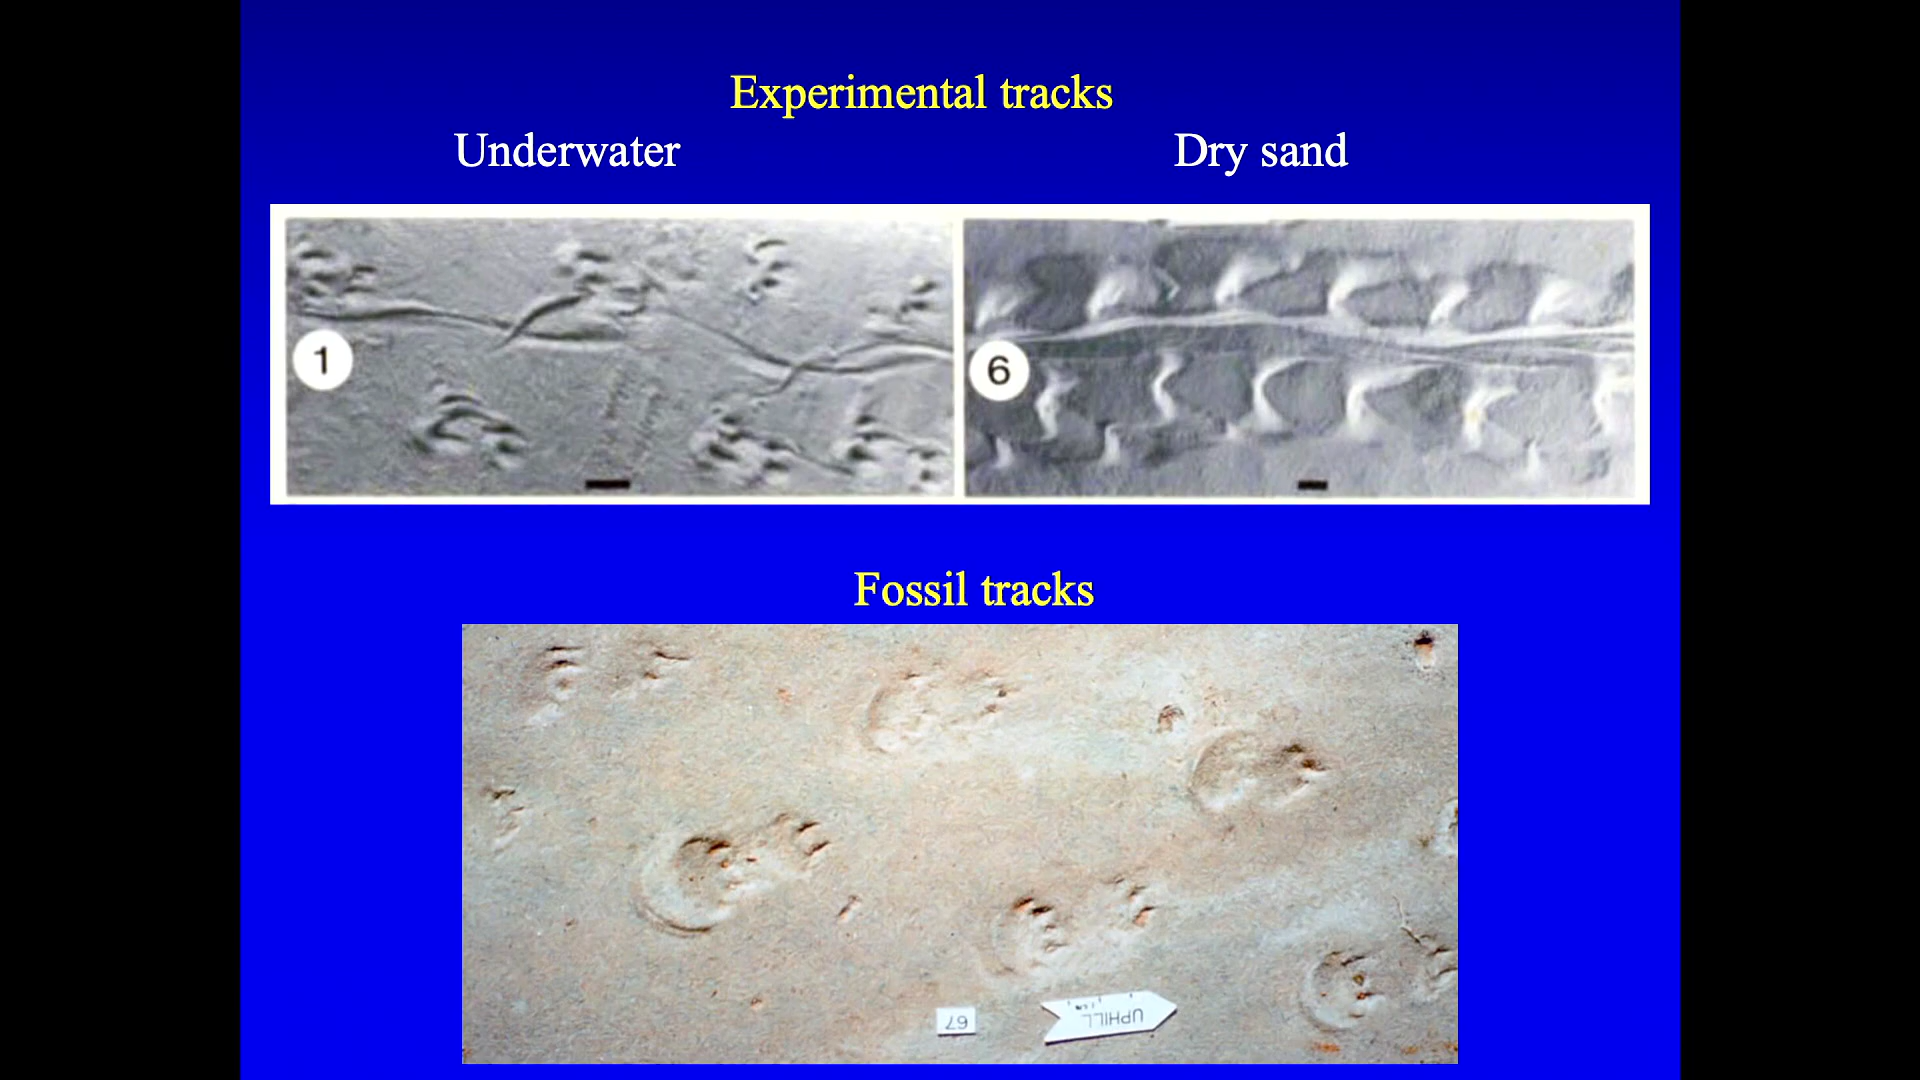 Experimental tracks
Underwater
Dry sand
1
6
Fossil tracks
67
UPHILL